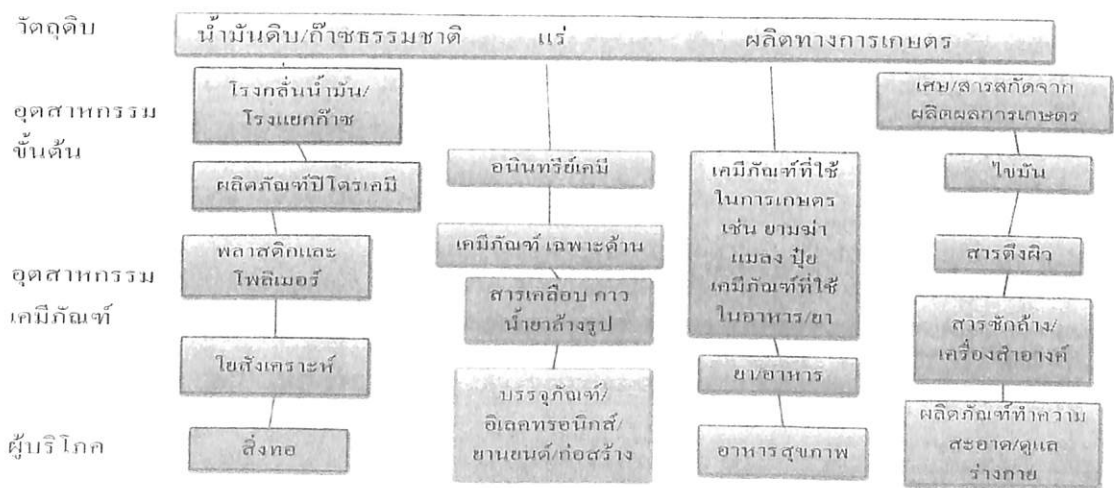 วัตถุดิบ
น้ำมันดิบ/ก๊าซธรรมชาติ แร่ ผลิตทางการเกษตร
อุตสาหกรรม
ขั้นต้น
โรงกลั่นน้ำมัน/
โรงแยกก๊าซ
ผลิตภัณฑ์ปิโตรเคมี
อนินทรีย์เคมี
เคมีภัณฑ์ที่ใช้
ในการเกษตร
เช่น ยามฆ่า
แมลง ปุ๋ย
เคมีภัณฑ์ที่ใช้
ในอาหาร/ยา
เศษ/สารสกัดจาก
ผลิตผลการเกษตร
ไขมัน
อุตสาหกรรม
เคมีภัณฑ์
พลาสติกและ
โพลิเมอร์
ใยสังเคราะห์
เคมีภัณฑ์ เฉพาะด้าน
สารเคลือบ กาว
น้ำยาล้างรูป
ยา/อาหาร
สารตึงผิว
สารซักล้าง/
เครื่องสำอางค์
ผู้บริโภค
สิ่งทอ
บรรจุภัณฑ์/
อิเลคทรอนิกส์/
ยานยนต์/ก่อสร้าง
อาหารสุขภาพ
ผลิตภัณฑ์ทำความ
สะอาด/ดูแล
ร่างกาย